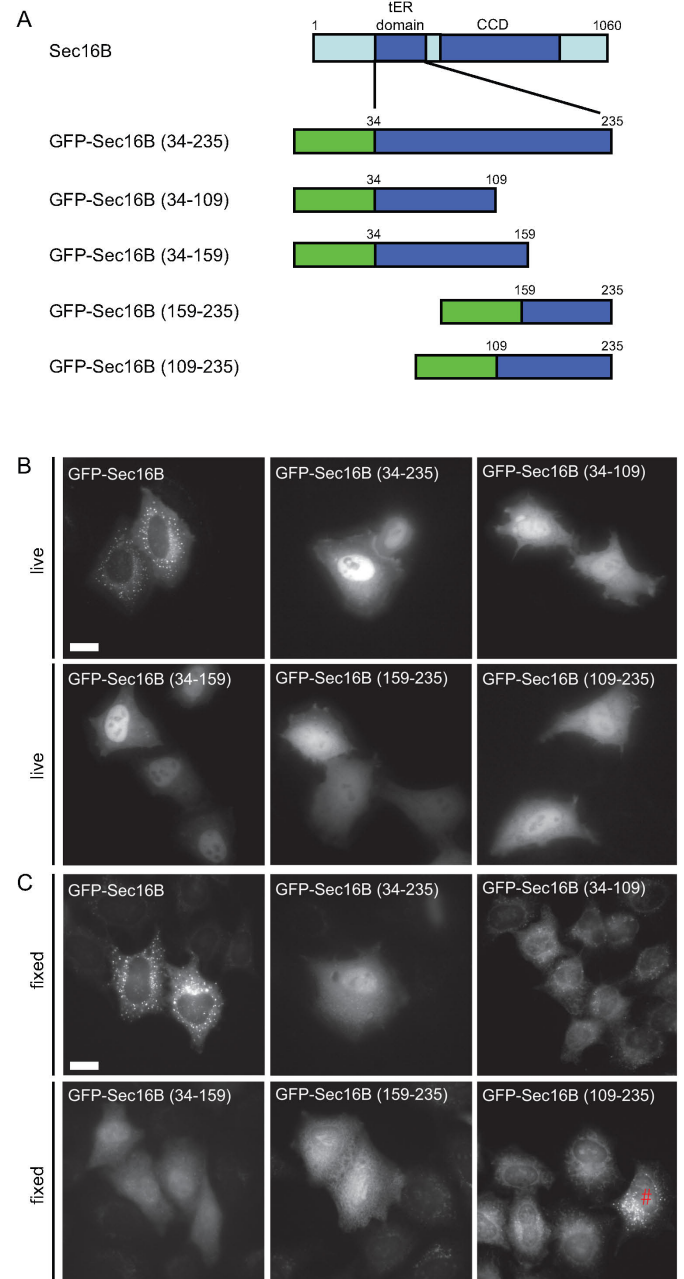 A
tER
domain
CCD
1
1060
Sec16B
34
235
GFP-Sec16B (34-235)
34
109
GFP-Sec16B (34-109)
34
159
GFP-Sec16B (34-159)
159
235
GFP-Sec16B (159-235)
109
235
GFP-Sec16B (109-235)
B
live
GFP-Sec16B
GFP-Sec16B (34-235)
GFP-Sec16B (34-109)
live
GFP-Sec16B (34-159)
GFP-Sec16B (159-235)
GFP-Sec16B (109-235)
C
fixed
GFP-Sec16B
GFP-Sec16B (34-235)
GFP-Sec16B (34-109)
fixed
GFP-Sec16B (34-159)
GFP-Sec16B (159-235)
GFP-Sec16B (109-235)
#